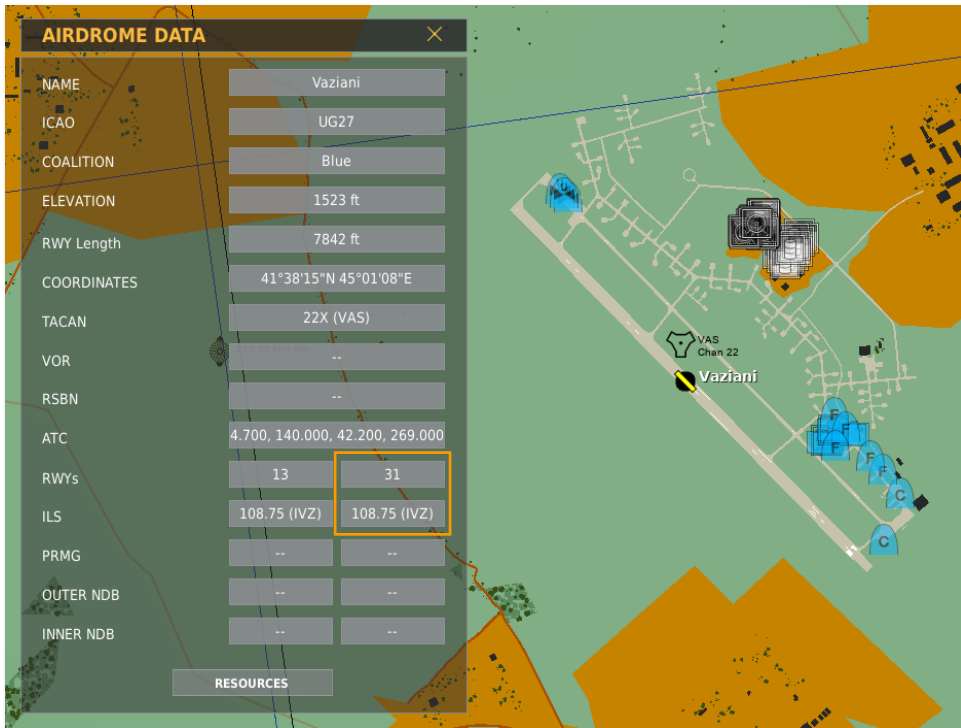 AIRDROME DATA
NAME Vaziani
ICAO UG27
COALITION Blue
ELEVATION 1523 ft
RWY Length 7842 ft
COORDINATES 41°38'15"N 45°01'08"E
TACAN 22X (VAS)
VOR --
RSBN --
ATC 4.700, 140.000, 42.200, 269.000
RWYs 13 31
ILS 108.75 (IVZ) 108.75 (IVZ)
PRMG -- --
OUTER NDB -- --
INNER NDB -- --
RESOURCES
VAS
Chan 22
Vaziani
F
F
F
F
F
C
C